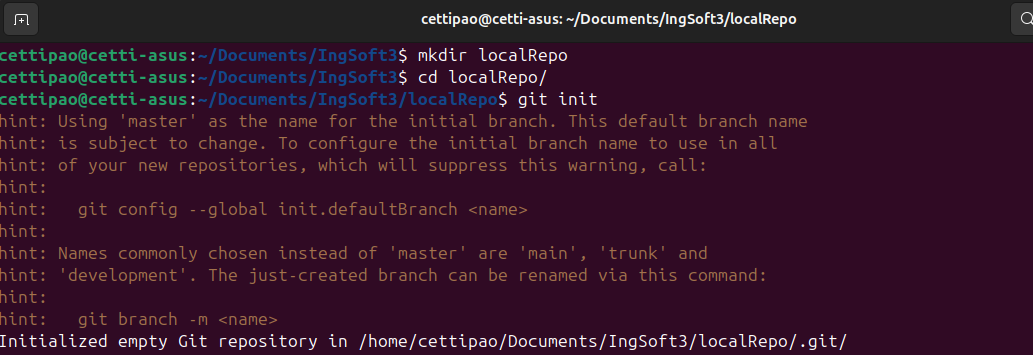 cettipao@cetti-asus: ~/Documents/IngSoft3/localRepo
cettipao@cetti-asus:~/Documents/IngSoft3$ mkdir localRepo
cettipao@cetti-asus:~/Documents/IngSoft3$ cd localRepo/
cettipao@cetti-asus:~/Documents/IngSoft3/localRepo$ git init
hint: Using 'master' as the name for the initial branch. This default branch name
hint: is subject to change. To configure the initial branch name to use in all
hint: of your new repositories, which will suppress this warning, call:
hint:
hint:   git config --global init.defaultBranch <name>
hint:
hint: Names commonly chosen instead of 'master' are 'main', 'trunk' and
hint: 'development'. The just-created branch can be renamed via this command:
hint:
hint:   git branch -m <name>
Initialized empty Git repository in /home/cettipao/Documents/IngSoft3/localRepo/.git/